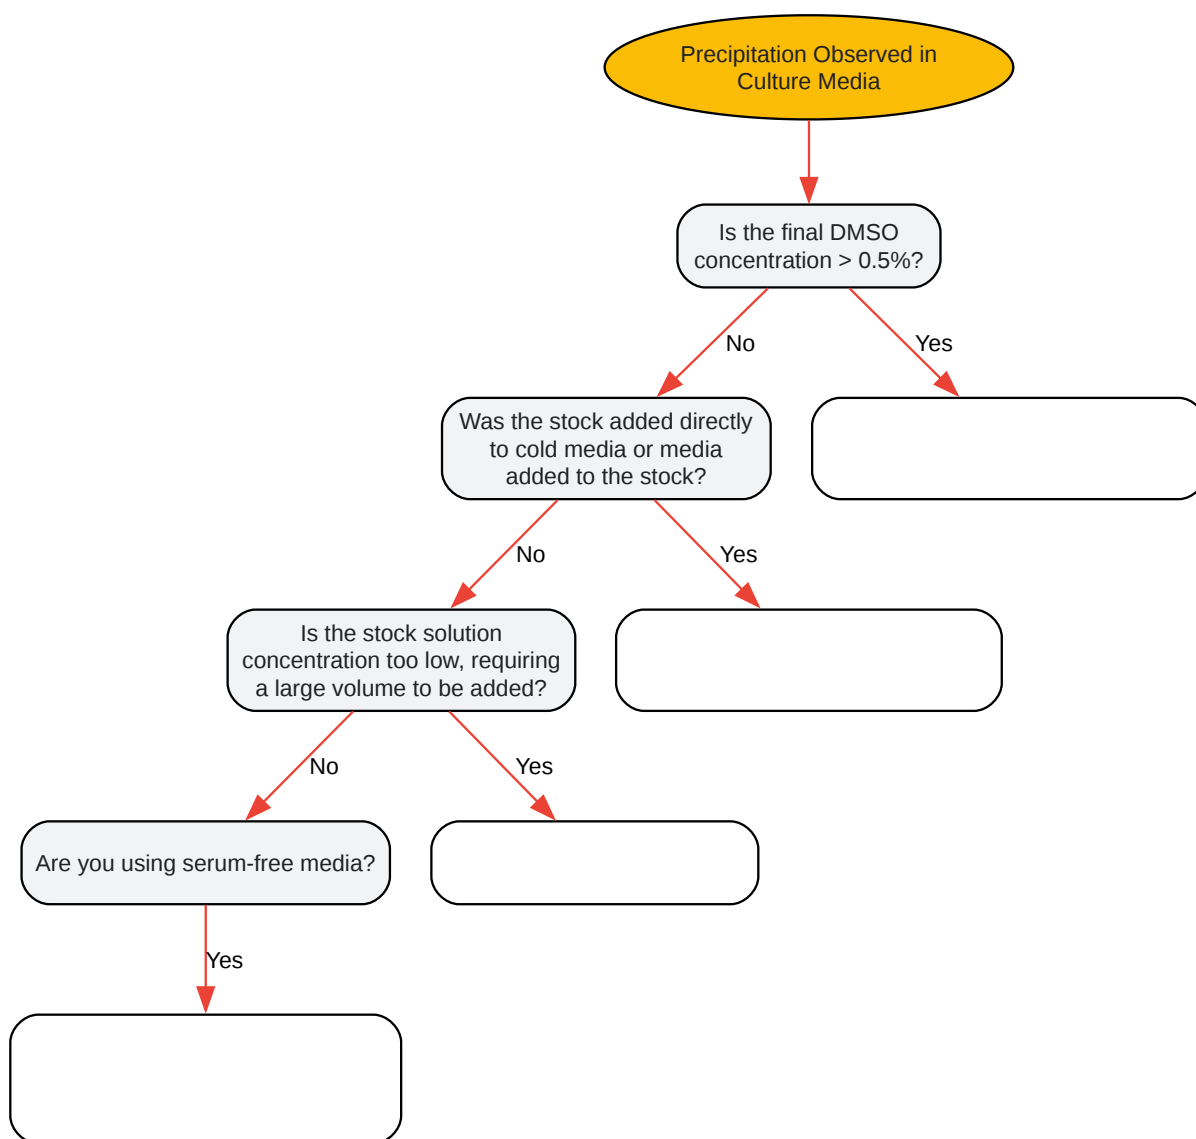 Precipitation Observed in
Culture Media
Is the final DMSO
concentration > 0.5%?
No
Yes
Was the stock added directly
to cold media or media
added to the stock?
No
Yes
Is the stock solution
concentration too low, requiring
a large volume to be added?
No
Yes
Are you using serum-free media?
Yes